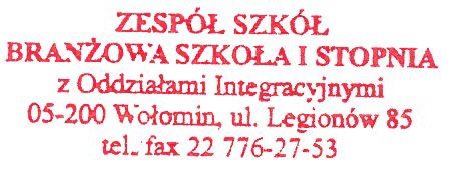 ZESPÓŁ SZKÓŁ
BRANŻOWA SZKOŁA I STOPNIA
z Oddziałami Integracyjnymi
05-200 Wołomin, ul. Legionów 85
tel. fax 22 776-27-53